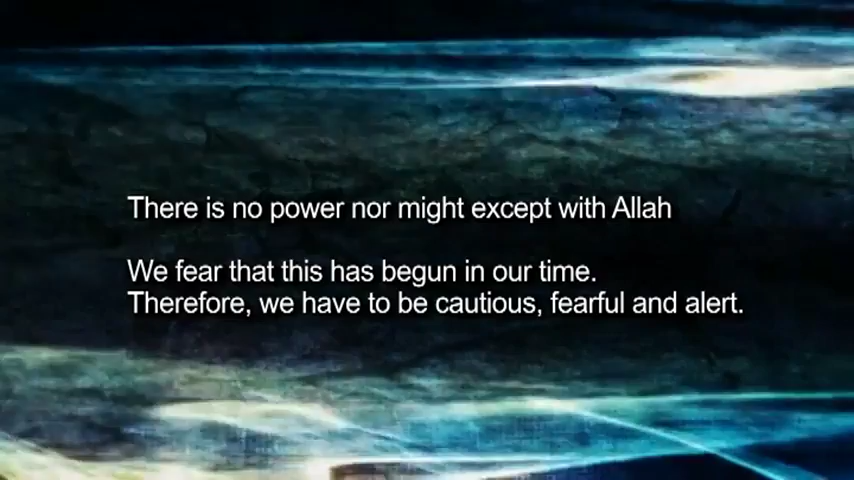 There is no power nor might except with Allah
We fear that this has begun in our time.
Therefore, we have to be cautious, fearful and alert.